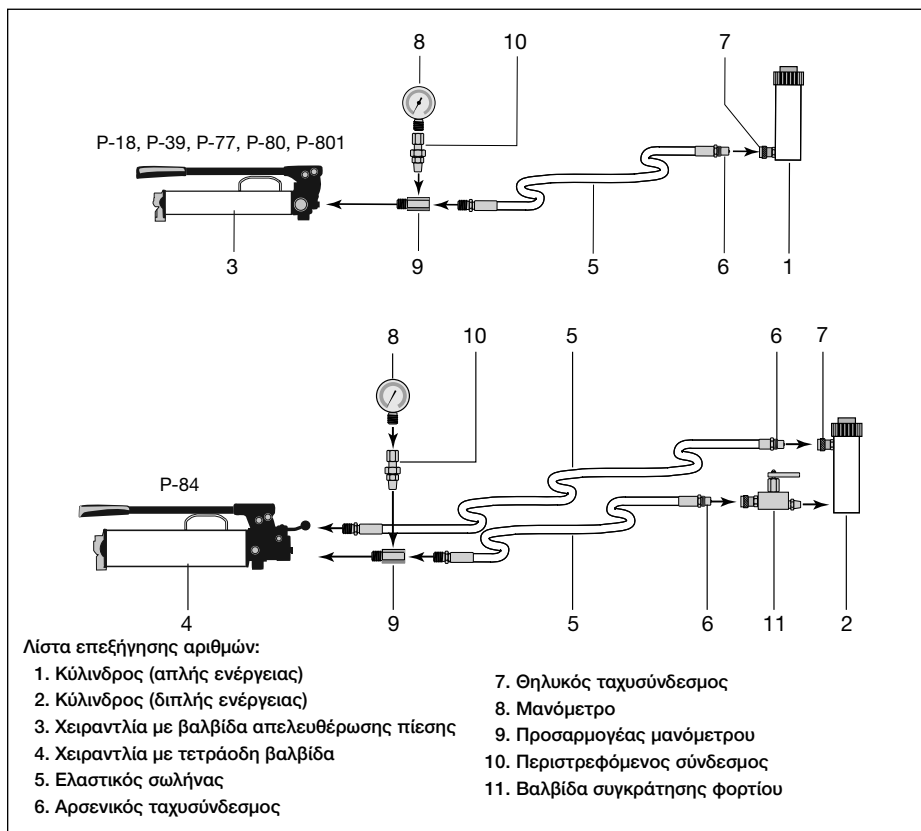 8 10 7
P-18, P-39, P-77, P-80, P-801
3 9 5 6 1
8 10 5 6 7
P-84
4 9 5 6 11 2
Λίστα επεξήγησης αριθμών:
1. Κύλινδρος (απλής ενέργειας)
2. Κύλινδρος (διπλής ενέργειας)
3. Χειραντλία με βαλβίδα απελευθέρωσης πίεσης
4. Χειραντλία με τετράοδη βαλβίδα
5. Ελαστικός σωλήνας
6. Αρσενικός ταχυσύνδεσμος
7. Θηλυκός ταχυσύνδεσμος
8. Μανόμετρο
9. Προσαρμογέας μανόμετρου
10. Περιστρεφόμενος σύνδεσμος
11. Βαλβίδα συγκράτησης φορτίου